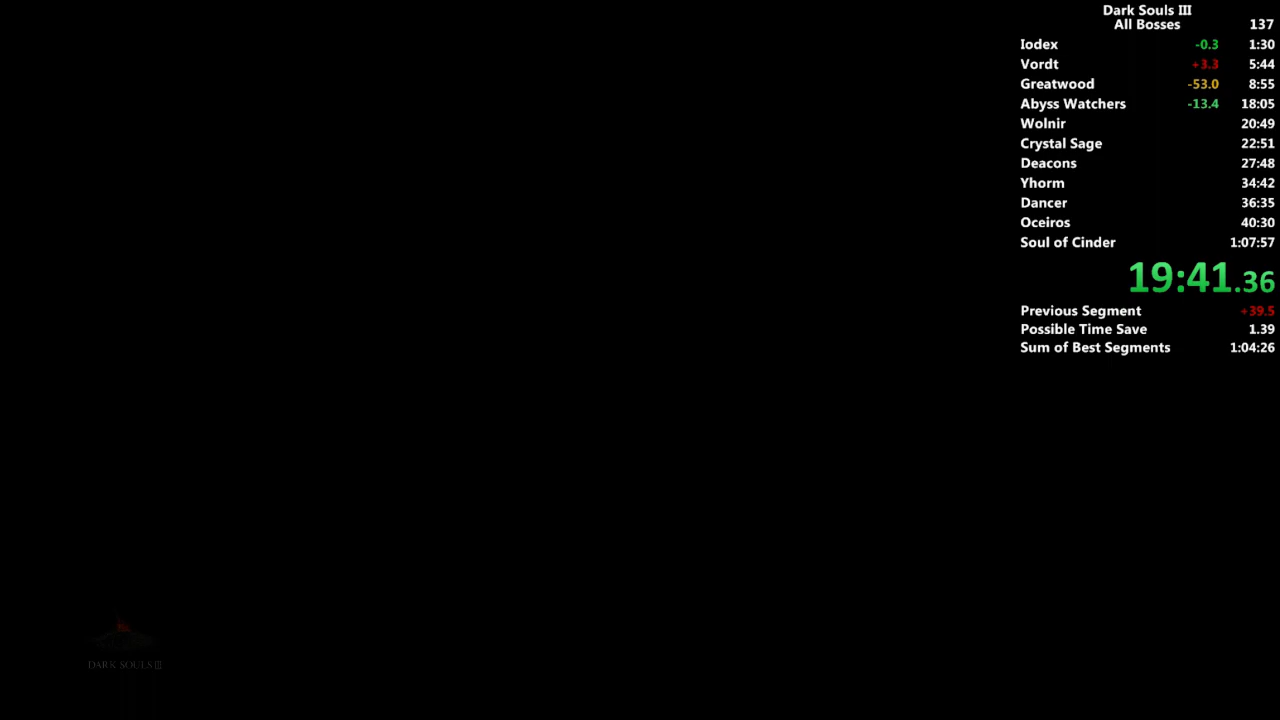 Dark Souls III
All Bosses 137
Iodex -0.3 1:30
Vordt +3.3 5:44
Greatwood -53.0 8:55
Abyss Watchers -13.4 18:05
Wolnir 20:49
Crystal Sage 22:51
Deacons 27:48
Yhorm 34:42
Dancer 36:35
Oceiros 40:30
Soul of Cinder 1:07:57
19:41.36
Previous Segment +39.5
Possible Time Save 1.39
Sum of Best Segments 1:04:26
DARK SOULS III